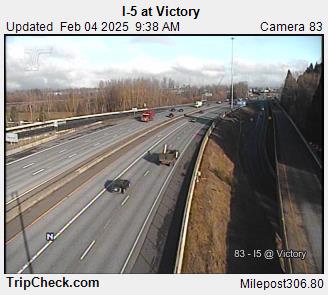 I-5 at Victory
Updated Feb 04 2025 9:38 AM Camera 83
N
83 - I5 @ Victory
TripCheck.com Milepost306.80